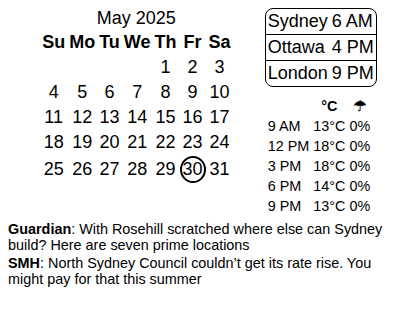 May 2025
Su Mo Tu We Th Fr Sa
1 2 3
4 5 6 7 8 9 10
11 12 13 14 15 16 17
18 19 20 21 22 23 24
25 26 27 28 29 30 31
Sydney 6 AM
Ottawa 4 PM
London 9 PM
°C ☂
9 AM 13°C 0%
12 PM 18°C 0%
3 PM 18°C 0%
6 PM 14°C 0%
9 PM 13°C 0%
Guardian: With Rosehill scratched where else can Sydney
build? Here are seven prime locations
SMH: North Sydney Council couldn’t get its rate rise. You
might pay for that this summer